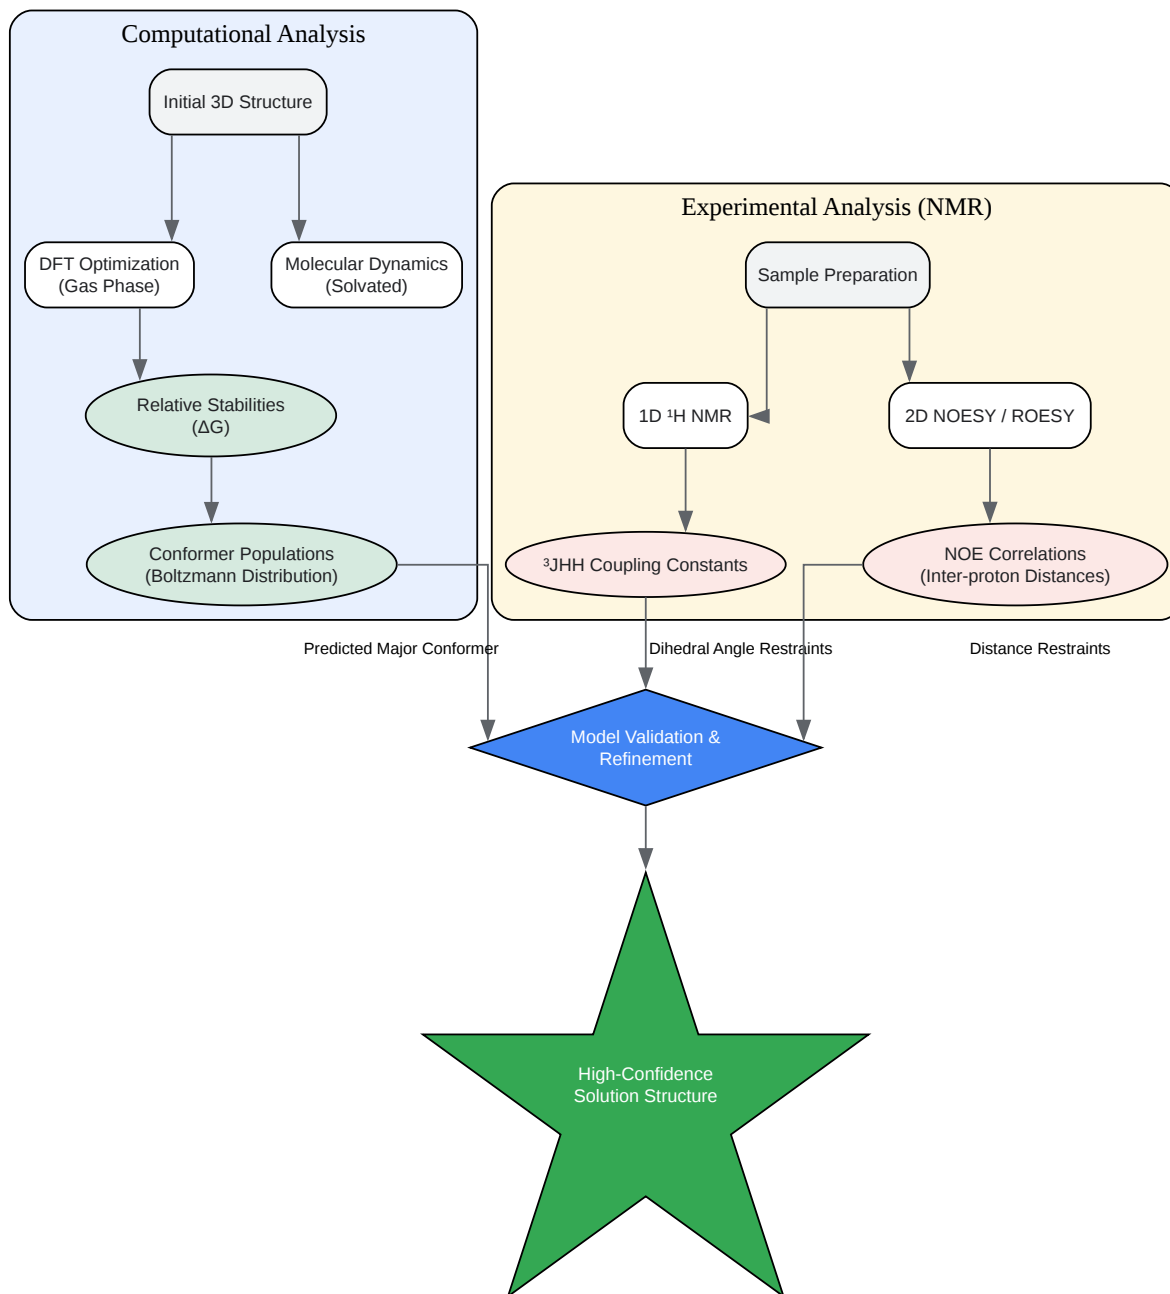 Computational Analysis
Initial 3D Structure
DFT Optimization
(Gas Phase)
Molecular Dynamics
(Solvated)
Relative Stabilities
(ΔG)
Conformer Populations
(Boltzmann Distribution)
Experimental Analysis (NMR)
Sample Preparation
1D ¹H NMR
2D NOESY / ROESY
³JHH Coupling Constants
NOE Correlations
(Inter-proton Distances)
Predicted Major Conformer
Dihedral Angle Restraints
Distance Restraints
Model Validation &
Refinement
High-Confidence
Solution Structure